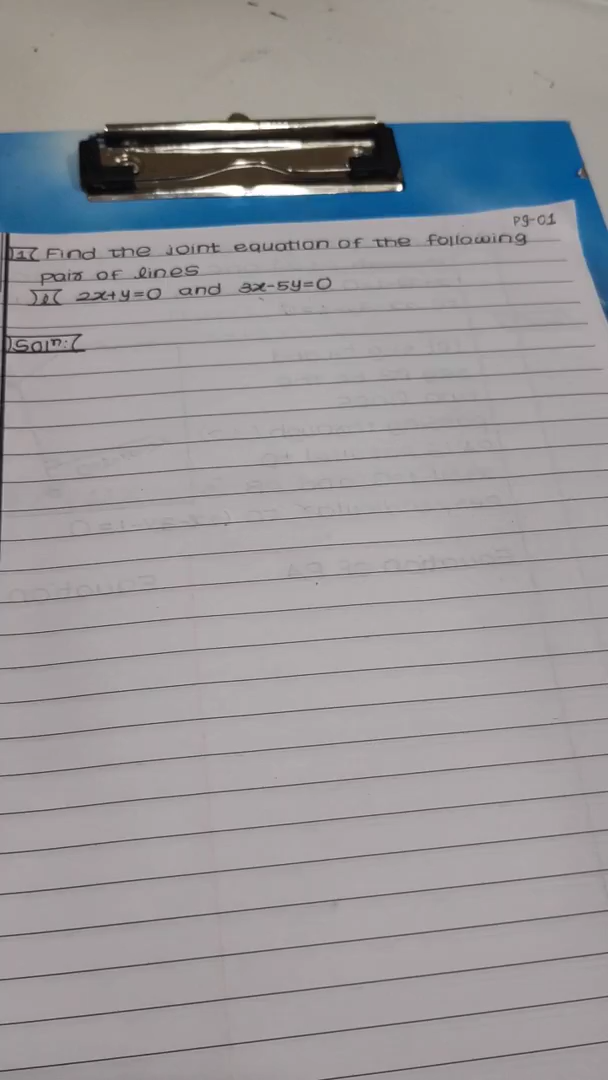 Pg-01
1 Find the joint equation of the following
pair of lines
2x+y=0 and 3x-5y=0
Solⁿ: